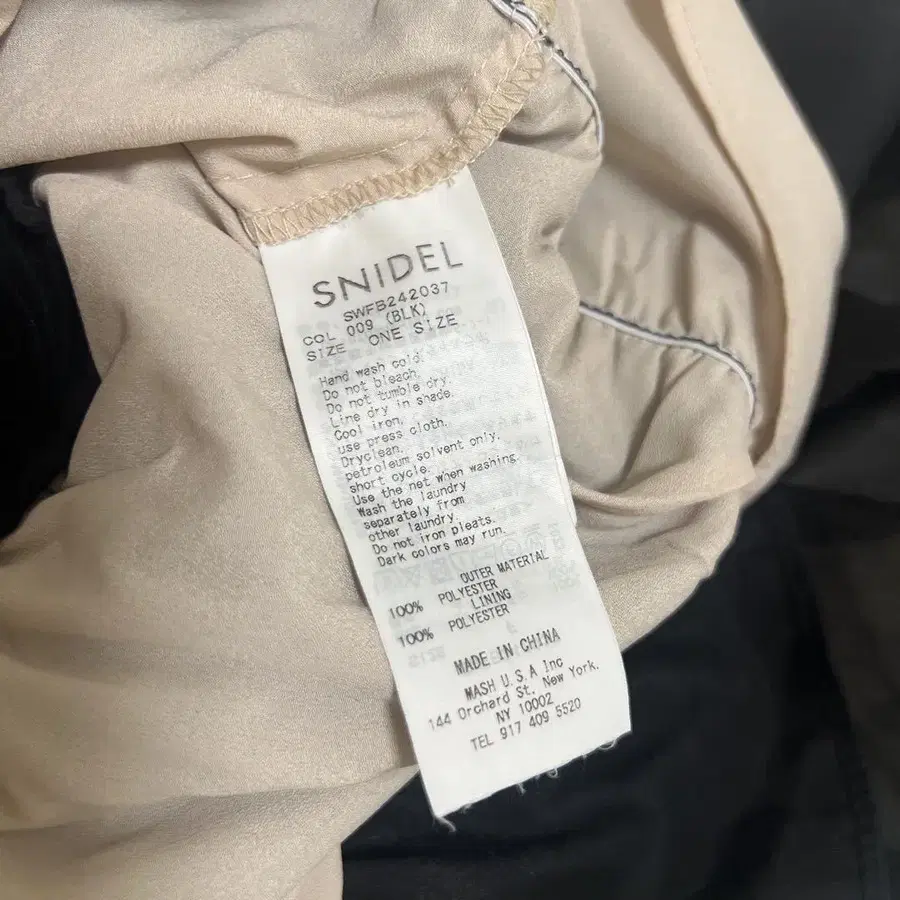 SNIDEL
SWFB242037
COL 009 (BLK)
SIZE ONE SIZE
Hand wash cold.
Do not bleach.
Do not tumble dry.
Line dry in shade.
Cool iron.
use press cloth.
Dryclean.
petroleum solvent only.
short cycle.
Use the net when washing.
Wash the laundry
separately from
other laundry.
Do not iron pleats.
Dark colors may run.
OUTER MATERIAL
100% POLYESTER
LINING
100% POLYESTER
MADE IN CHINA
MASH U.S.A Inc
144 Orchard St, New York,
NY 10002
TEL 917 409 5520